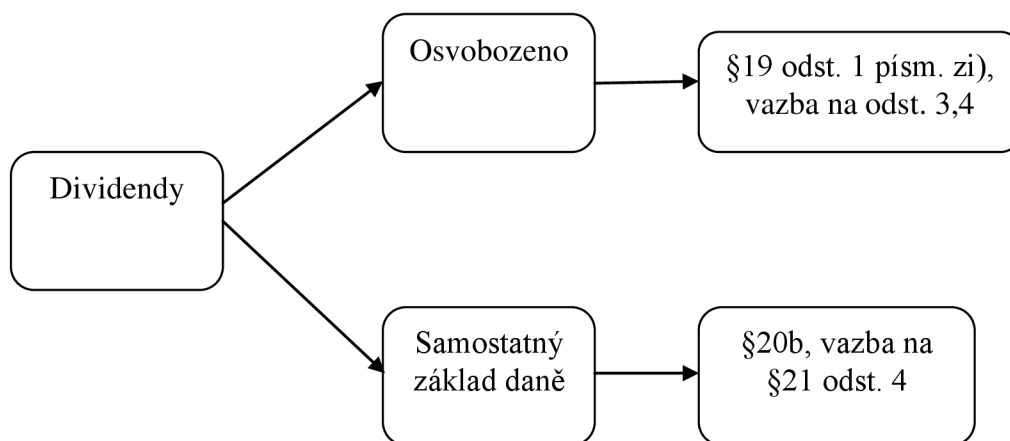 Dividendy
Osvobozeno
§19 odst. 1 písm. zi),
vazba na odst. 3,4
Samostatný
základ daně
§20b, vazba na
§21 odst. 4